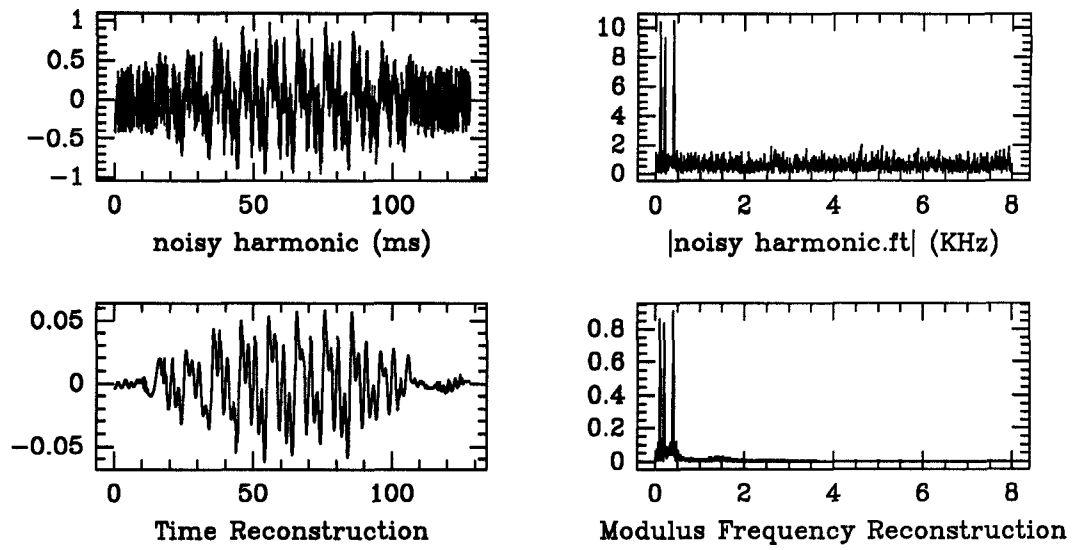 1
0.5
0
−0.5
−1
0 50 100
noisy harmonic (ms)
10
8
6
4
2
0
0 2 4 6 8
|noisy harmonic.ft| (KHz)
0.05
0
−0.05
0 50 100
Time Reconstruction
0.8
0.6
0.4
0.2
0
0 2 4 6 8
Modulus Frequency Reconstruction